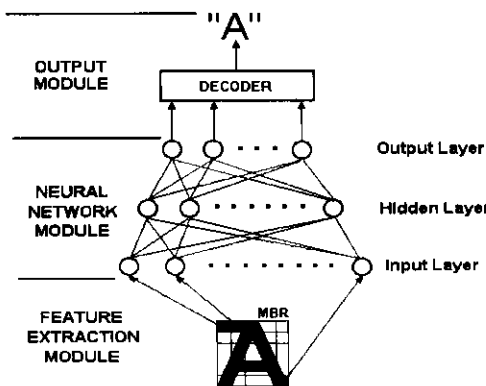 "A"
OUTPUT
MODULE
DECODER
Output Layer
NEURAL
NETWORK
MODULE
Hidden Layer
Input Layer
FEATURE
EXTRACTION
MODULE
MBR
A